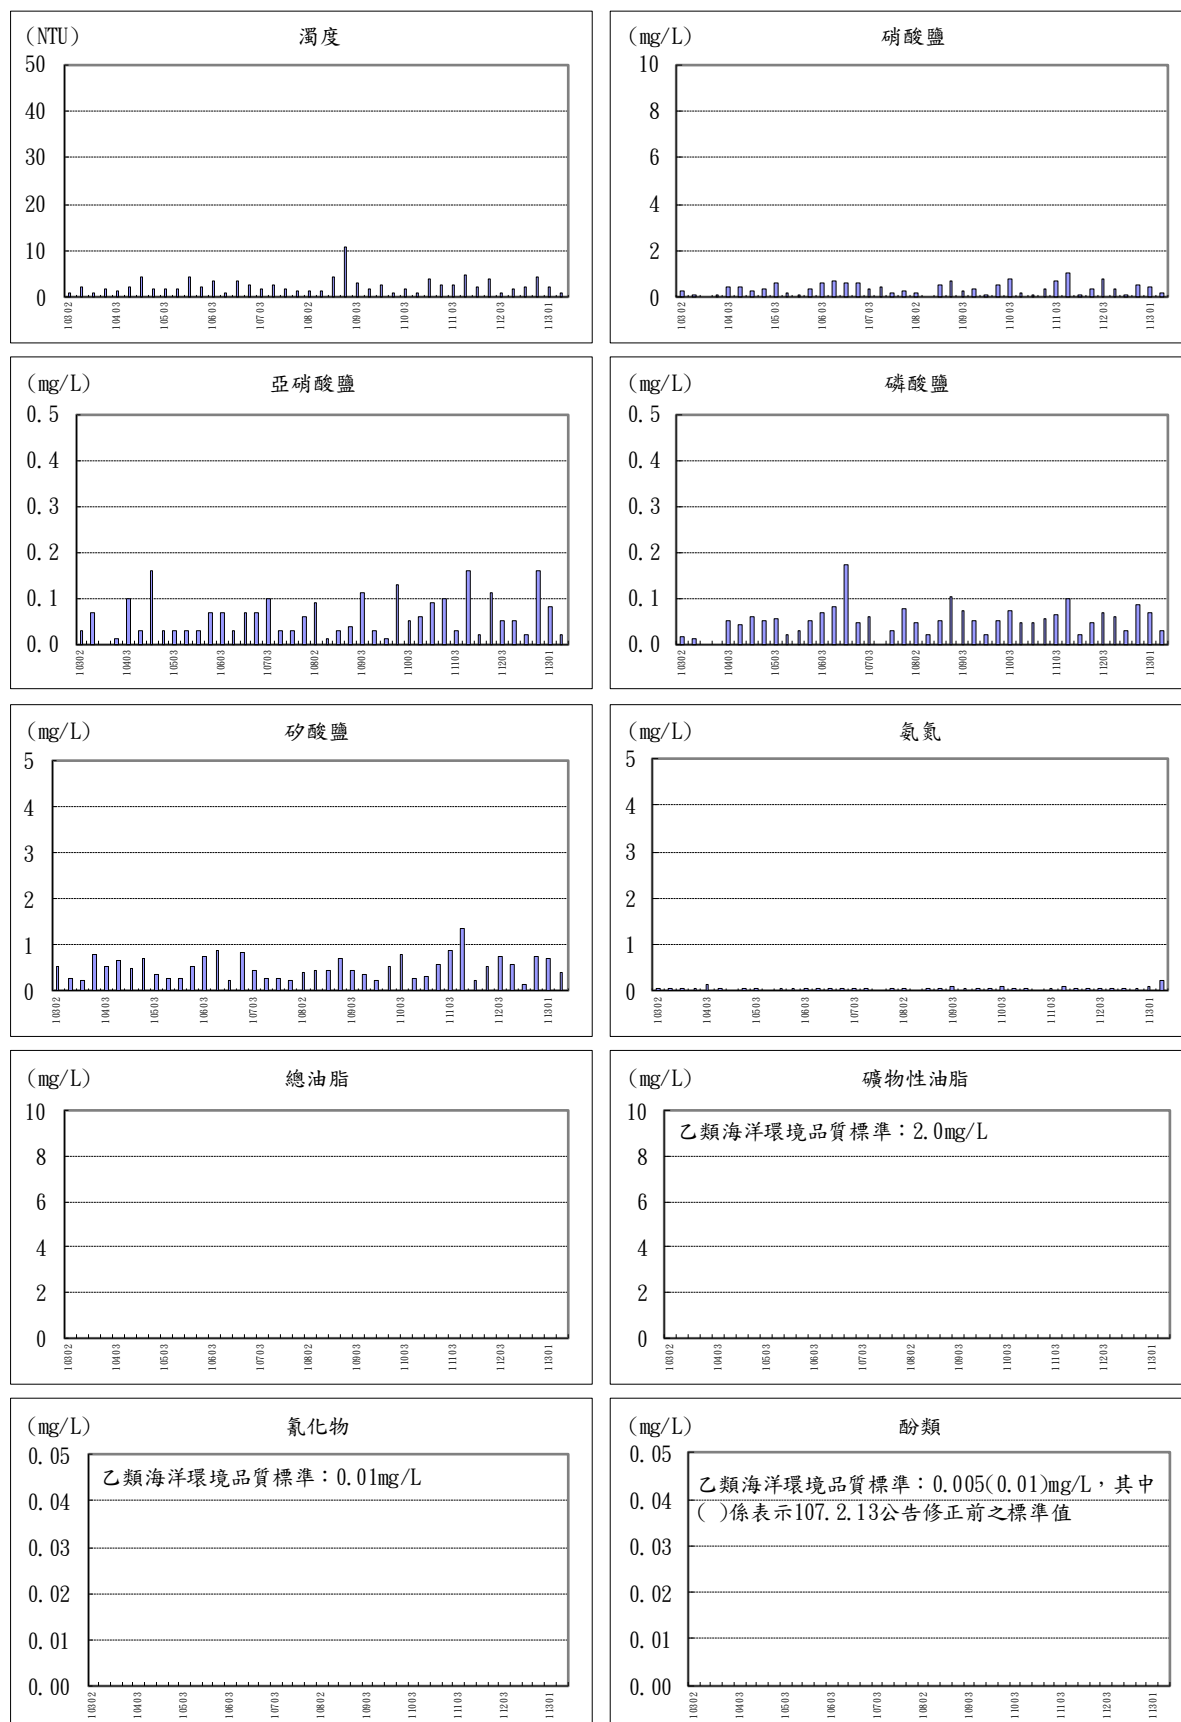 (NTU) 濁度
50
40
30
20
10
0
10302 10403 10503 10603 10703 10802 10903 11003 11103 11203 11301
(mg/L) 硝酸鹽
10
8
6
4
2
0
10302 10403 10503 10603 10703 10802 10903 11003 11103 11203 11301
(mg/L) 亞硝酸鹽
0.5
0.4
0.3
0.2
0.1
0.0
10302 10403 10503 10603 10703 10802 10903 11003 11103 11203 11301
(mg/L) 磷酸鹽
0.5
0.4
0.3
0.2
0.1
0.0
10302 10403 10503 10603 10703 10802 10903 11003 11103 11203 11301
(mg/L) 矽酸鹽
5
4
3
2
1
0
10302 10403 10503 10603 10703 10802 10903 11003 11103 11203 11301
(mg/L) 氨氮
5
4
3
2
1
0
10302 10403 10503 10603 10703 10802 10903 11003 11103 11203 11301
(mg/L) 總油脂
10
8
6
4
2
0
10302 10403 10503 10603 10703 10802 10903 11003 11103 11203 11301
(mg/L) 礦物性油脂
乙類海洋環境品質標準：2.0mg/L
10
8
6
4
2
0
10302 10403 10503 10603 10703 10802 10903 11003 11103 11203 11301
(mg/L) 氰化物
乙類海洋環境品質標準：0.01mg/L
0.05
0.04
0.03
0.02
0.01
0.00
10302 10403 10503 10603 10703 10802 10903 11003 11103 11203 11301
(mg/L) 酚類
乙類海洋環境品質標準：0.005(0.01)mg/L，其中
( )係表示107.2.13公告修正前之標準值
0.05
0.04
0.03
0.02
0.01
0.00
10302 10403 10503 10603 10703 10802 10903 11003 11103 11203 11301